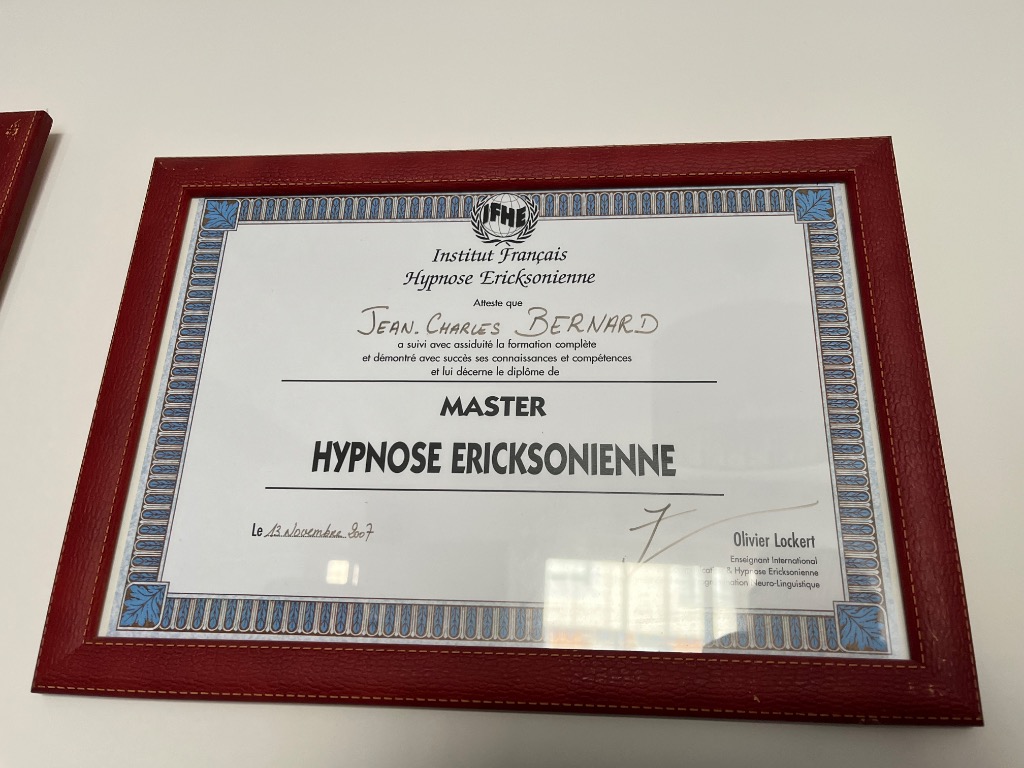 IFHE
Institut Français
Hypnose Ericksonienne
Atteste que
JEAN-CHARLES BERNARD
a suivi avec assiduité la formation complète
et démontré avec succès ses connaissances et compétences
et lui décerne le diplôme de
MASTER
HYPNOSE ERICKSONIENNE
Le 13 Novembre 2007
Olivier Lockert
Enseignant International
& Hypnose Ericksonienne
Neuro-Linguistique